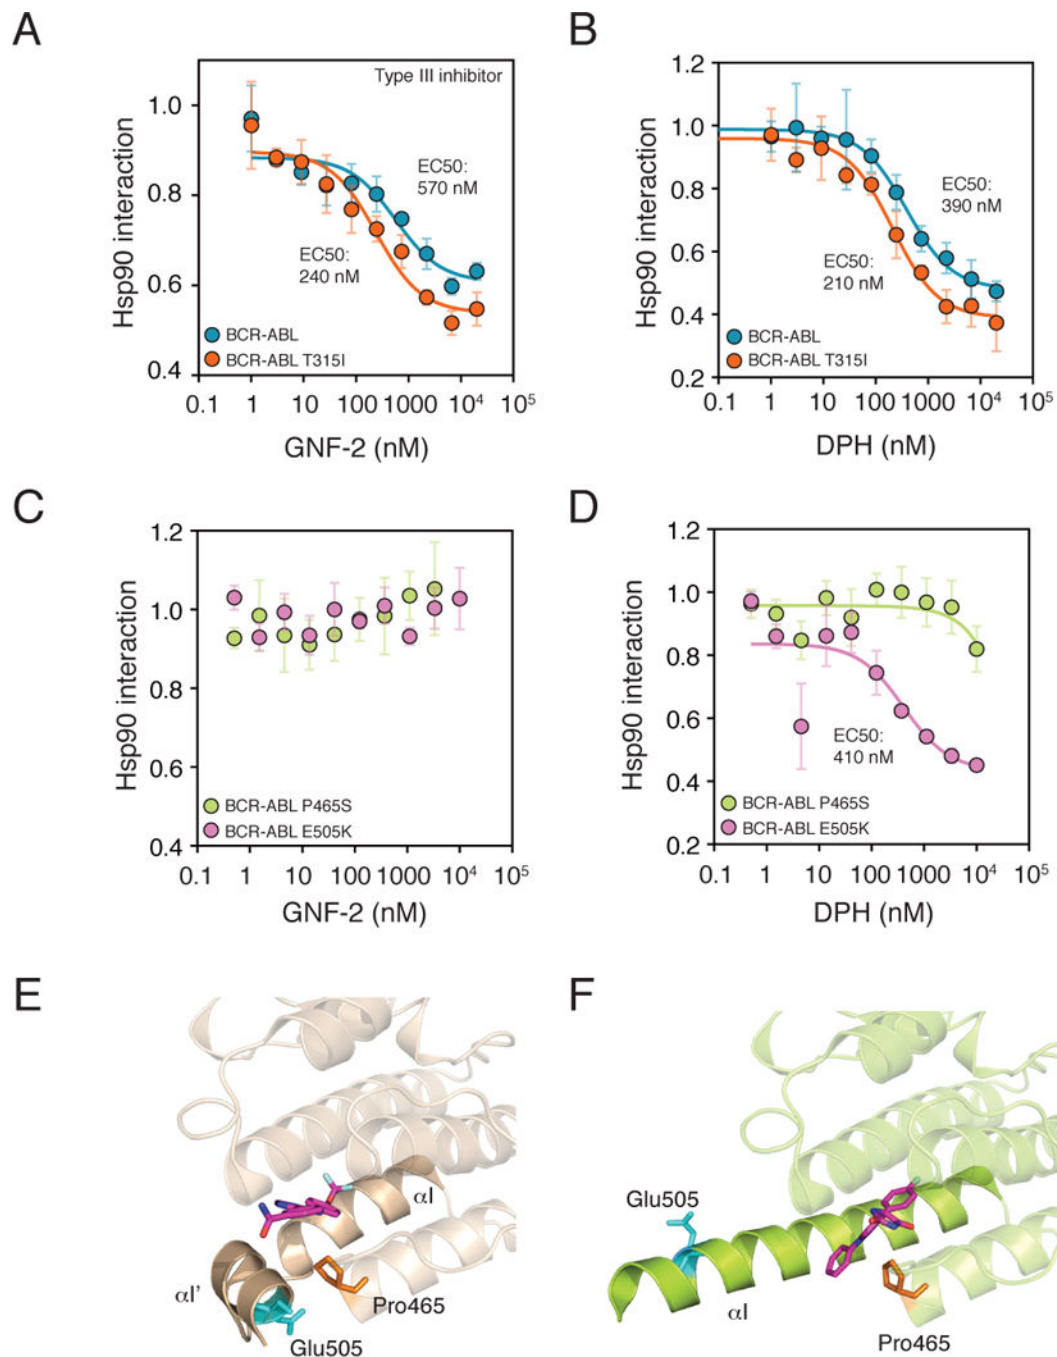 A
Type III inhibitor
1.0
0.8
0.6
0.4
Hsp90 interaction
EC50:
570 nM
EC50:
240 nM
BCR-ABL
BCR-ABL T315I
0.1 1 10 100 1000 10⁴ 10⁵
GNF-2 (nM)
B
1.2
1.0
0.8
0.6
0.4
0.2
Hsp90 interaction
EC50:
390 nM
EC50:
210 nM
BCR-ABL
BCR-ABL T315I
0.1 1 10 100 1000 10⁴ 10⁵
DPH (nM)
C
1.2
1.0
0.8
0.6
0.4
Hsp90 interaction
BCR-ABL P465S
BCR-ABL E505K
0.1 1 10 100 1000 10⁴ 10⁵
GNF-2 (nM)
D
1.2
1.0
0.8
0.6
0.4
0.2
Hsp90 interaction
EC50:
410 nM
BCR-ABL P465S
BCR-ABL E505K
0.1 1 10 100 1000 10⁴ 10⁵
DPH (nM)
E
αI
αI'
Pro465
Glu505
F
Glu505
αI
Pro465